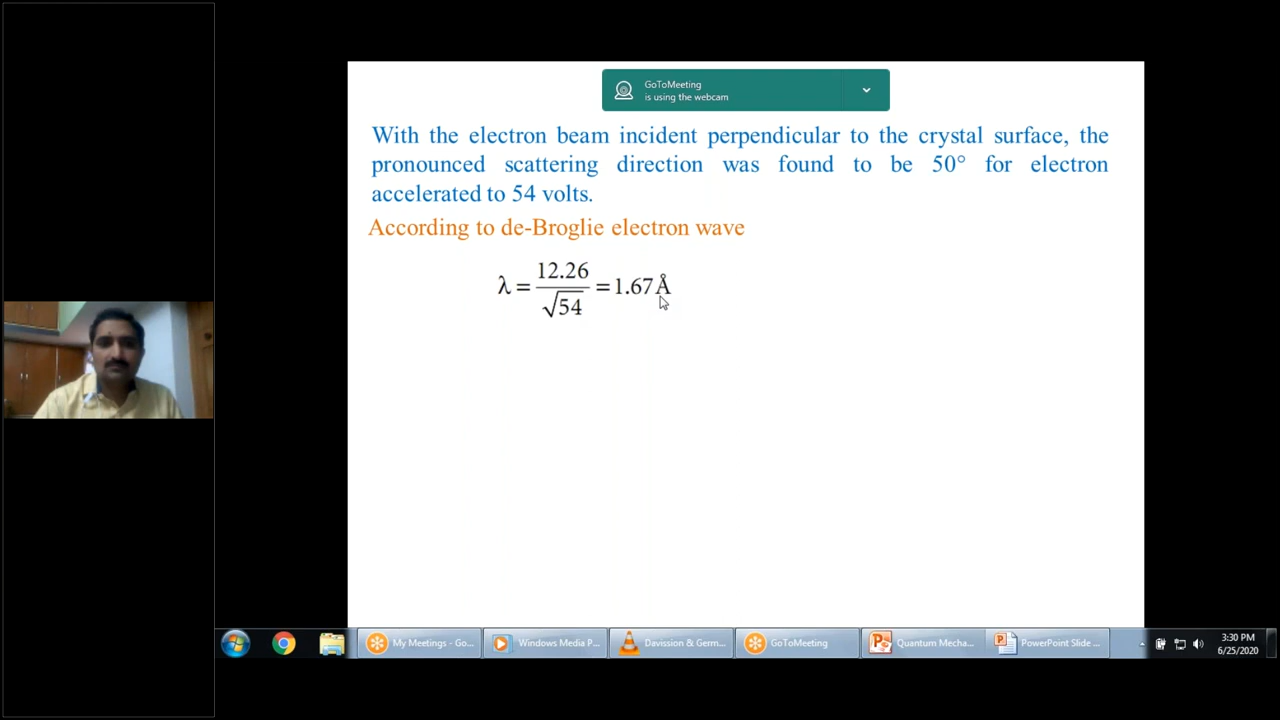 GoToMeeting
is using the webcam
With the electron beam incident perpendicular to the crystal surface, the
pronounced scattering direction was found to be 50° for electron
accelerated to 54 volts.
According to de-Broglie electron wave
λ = 12.26 / √54 = 1.67 Å
My Meetings - Go...
Windows Media P...
Davission & Germ...
GoToMeeting
Quantum Mecha...
PowerPoint Slide ...
3:30 PM
6/25/2020